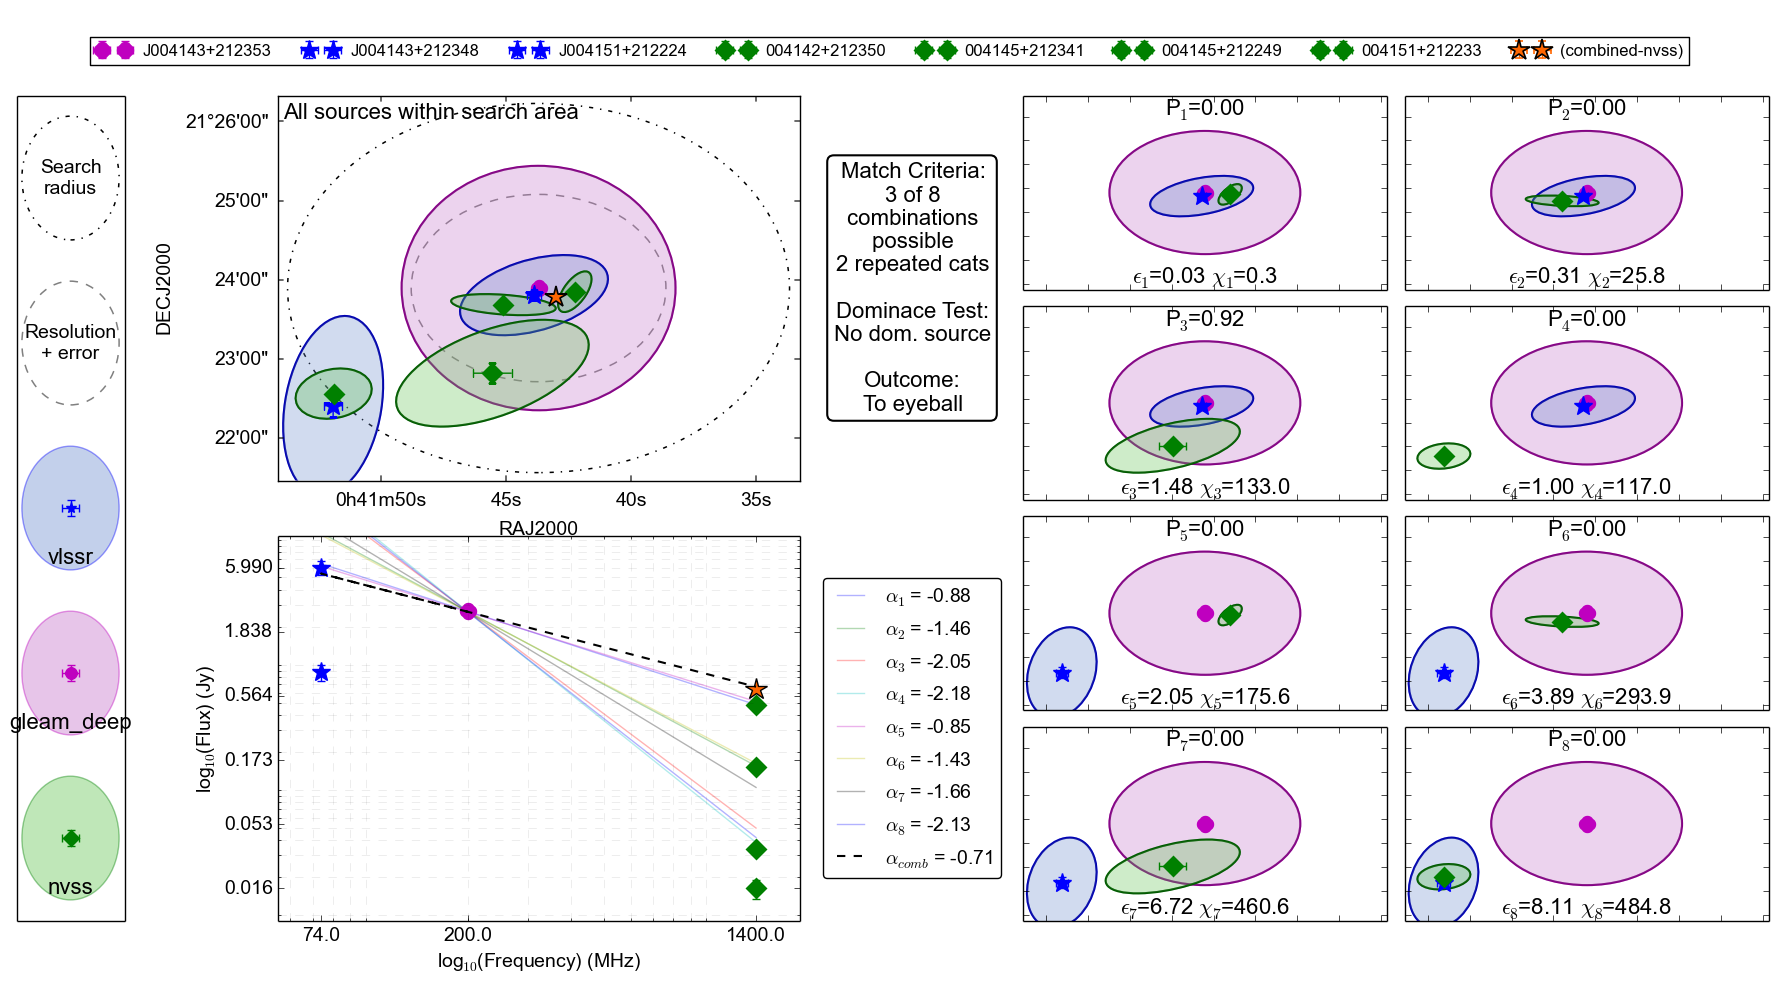 J004143+212353 J004143+212348 J004151+212224 004142+212350 004145+212341 004145+212249 004151+212233 (combined-nvss)
Search
radius
Resolution
+ error
vlssr
gleam_deep
nvss
All sources within search area
21°26'00"
25'00"
24'00"
23'00"
22'00"
DECJ2000
0h41m50s 45s 40s 35s
RAJ2000
Match Criteria:
3 of 8
combinations
possible
2 repeated cats
Dominace Test:
No dom. source
Outcome:
To eyeball
5.990
1.838
0.564
0.173
0.053
0.016
log10(Flux) (Jy)
74.0 200.0 1400.0
log10(Frequency) (MHz)
α1 = -0.88
α2 = -1.46
α3 = -2.05
α4 = -2.18
α5 = -0.85
α6 = -1.43
α7 = -1.66
α8 = -2.13
αcomb = -0.71
P1=0.00
ϵ1=0.03 χ1=0.3
P2=0.00
ϵ2=0.31 χ2=25.8
P3=0.92
ϵ3=1.48 χ3=133.0
P4=0.00
ϵ4=1.00 χ4=117.0
P5=0.00
ϵ5=2.05 χ5=175.6
P6=0.00
ϵ6=3.89 χ6=293.9
P7=0.00
ϵ7=6.72 χ7=460.6
P8=0.00
ϵ8=8.11 χ8=484.8